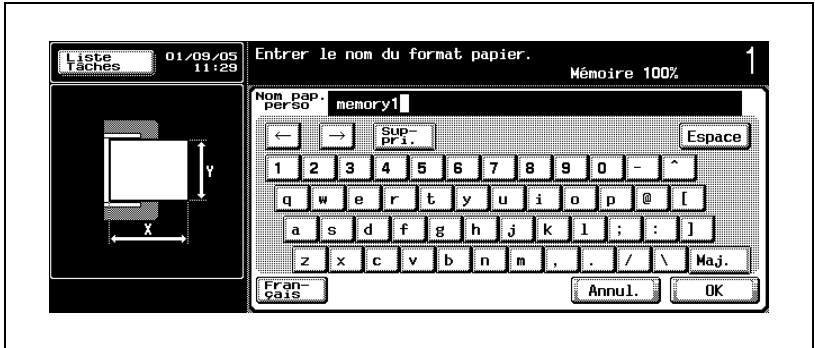 Liste
Tâches
01/09/05
11:29
Entrer le nom du format papier.
Mémoire 100%
1
Nom pap.
perso
memory1
← → Sup-
pri.
Espace
1 2 3 4 5 6 7 8 9 0 - ^
q w e r t y u i o p @ [
a s d f g h j k l ; : ]
z x c v b n m , . / \ Maj.
Fran-
çais
Annul. OK
Y
X